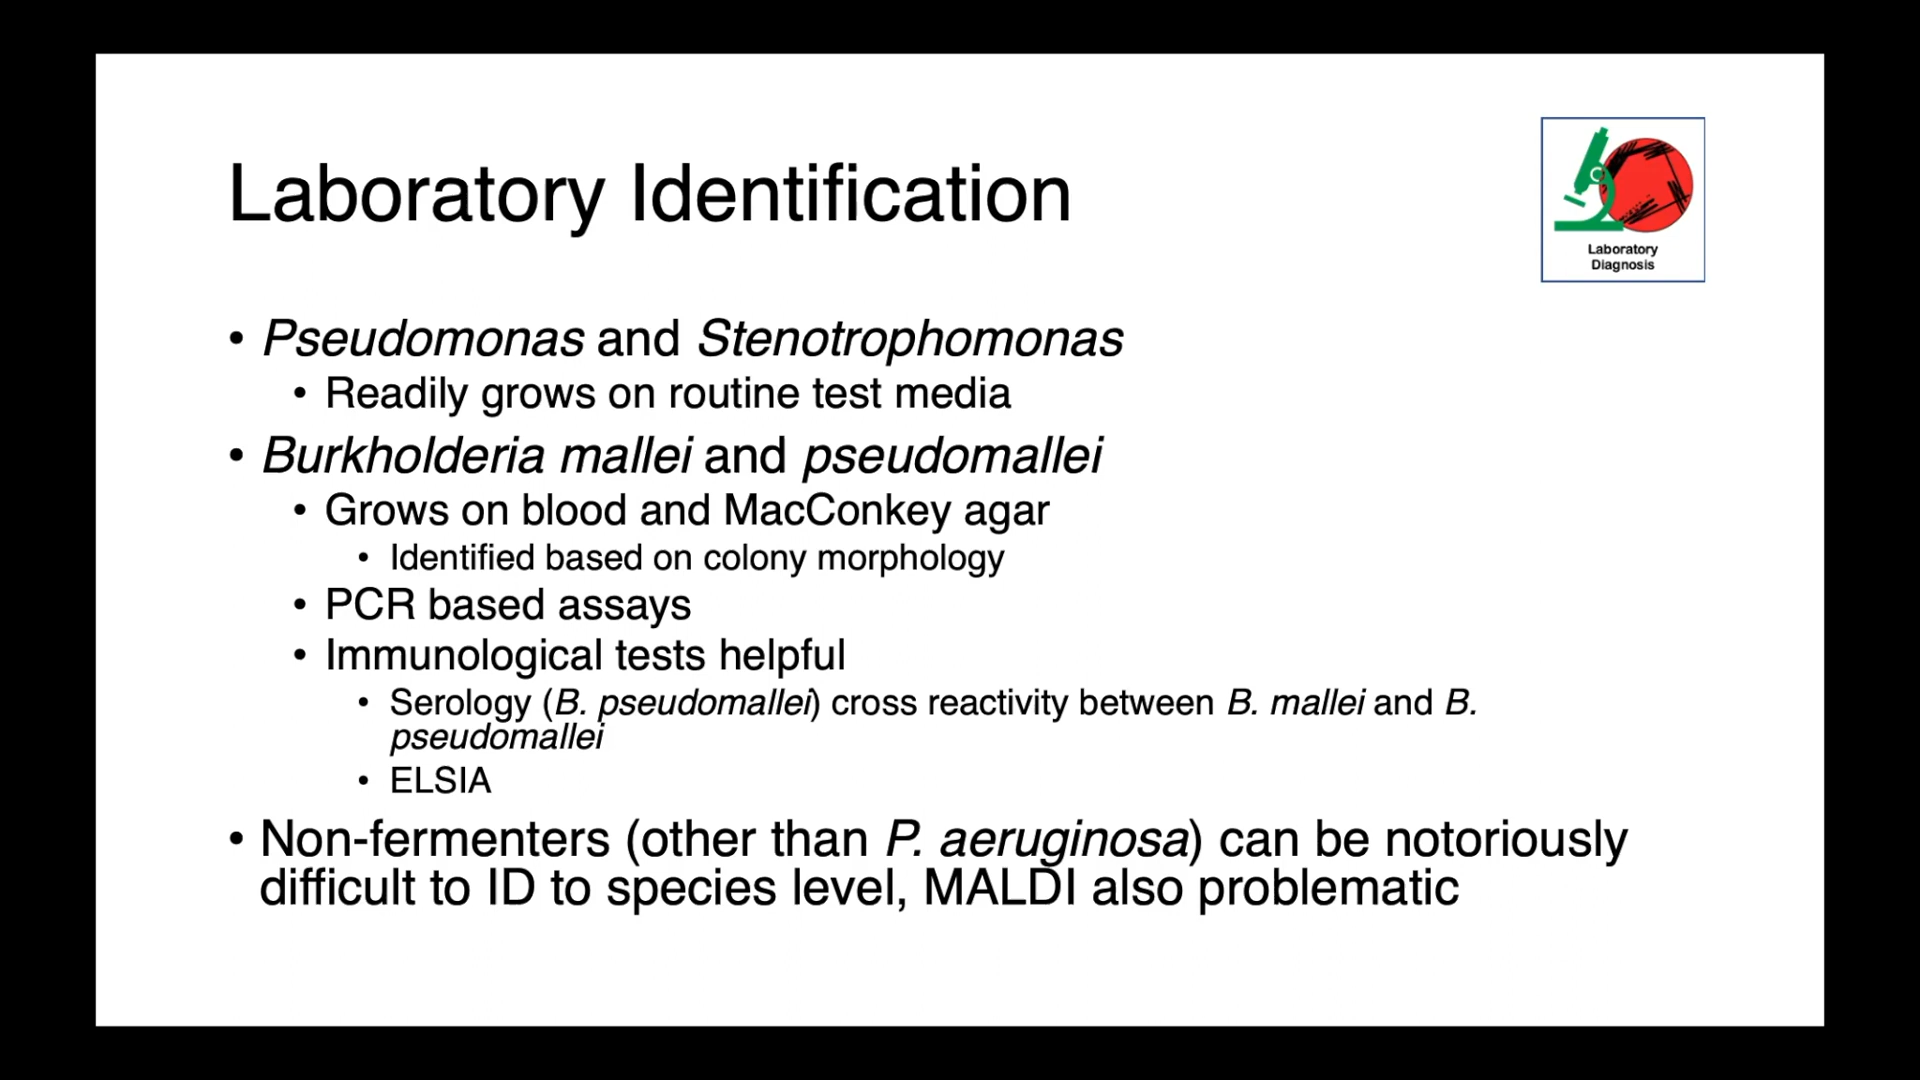 Laboratory Identification
Laboratory
Diagnosis
• Pseudomonas and Stenotrophomonas
• Readily grows on routine test media
• Burkholderia mallei and pseudomallei
• Grows on blood and MacConkey agar
• Identified based on colony morphology
• PCR based assays
• Immunological tests helpful
• Serology (B. pseudomallei) cross reactivity between B. mallei and B.
pseudomallei
• ELSIA
• Non-fermenters (other than P. aeruginosa) can be notoriously
difficult to ID to species level, MALDI also problematic